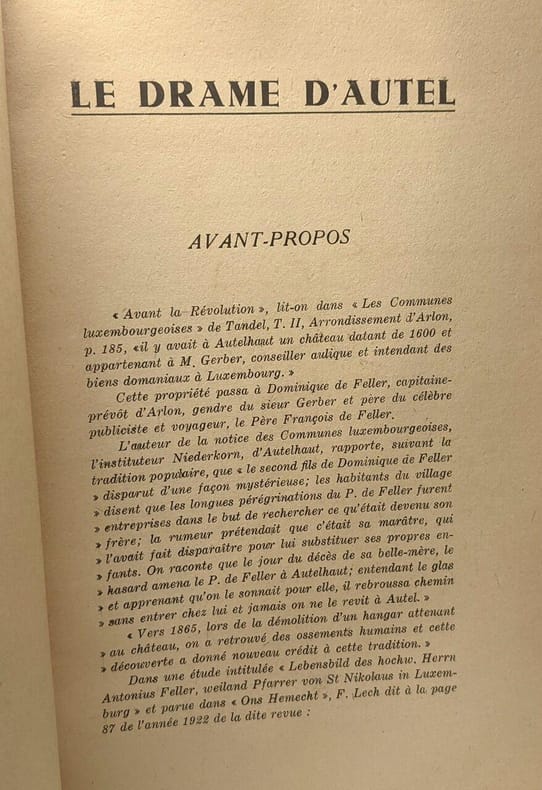 LE DRAME D'AUTEL
AVANT-PROPOS
« Avant la Révolution », lit-on dans « Les Communes
luxembourgeoises » de Tandel, T. II, Arrondissement d'Arlon,
p. 185, «il y avait à Autelhaut un château datant de 1600 et
appartenant à M. Gerber, conseiller aulique et intendant des
biens domaniaux à Luxembourg. »
Cette propriété passa à Dominique de Feller, capitaine-
prévôt d'Arlon, gendre du sieur Gerber et père du célèbre
publiciste et voyageur, le Père François de Feller.
L'auteur de la notice des Communes luxembourgeoises,
l'instituteur Niederkorn, d'Autelhaut, rapporte, suivant la
tradition populaire, que « le second fils de Dominique de Feller
» disparut d'une façon mystérieuse; les habitants du village
» disent que les longues pérégrinations du P. de Feller furent
» entreprises dans le but de rechercher ce qu'était devenu son
» frère; la rumeur prétendait que c'était sa marâtre, qui
» l'avait fait disparaître pour lui substituer ses propres en-
» fants. On raconte que le jour du décès de sa belle-mère, le
» hasard amena le P. de Feller à Autelhaut; entendant le glas
» et apprenant qu'on le sonnait pour elle, il rebroussa chemin
» sans entrer chez lui et jamais on ne le revit à Autel. »
« Vers 1865, lors de la démolition d'un hangar attenant
» au château, on a retrouvé des ossements humains et cette
» découverte a donné nouveau crédit à cette tradition. »
Dans une étude intitulée « Lebensbild des hochw. Herrn
Antonius Feller, weiland Pfarrer von St Nikolaus in Luxem-
burg » et parue dans « Ons Hemecht », F. Lech dit à la page
87 de l'année 1922 de la dite revue :